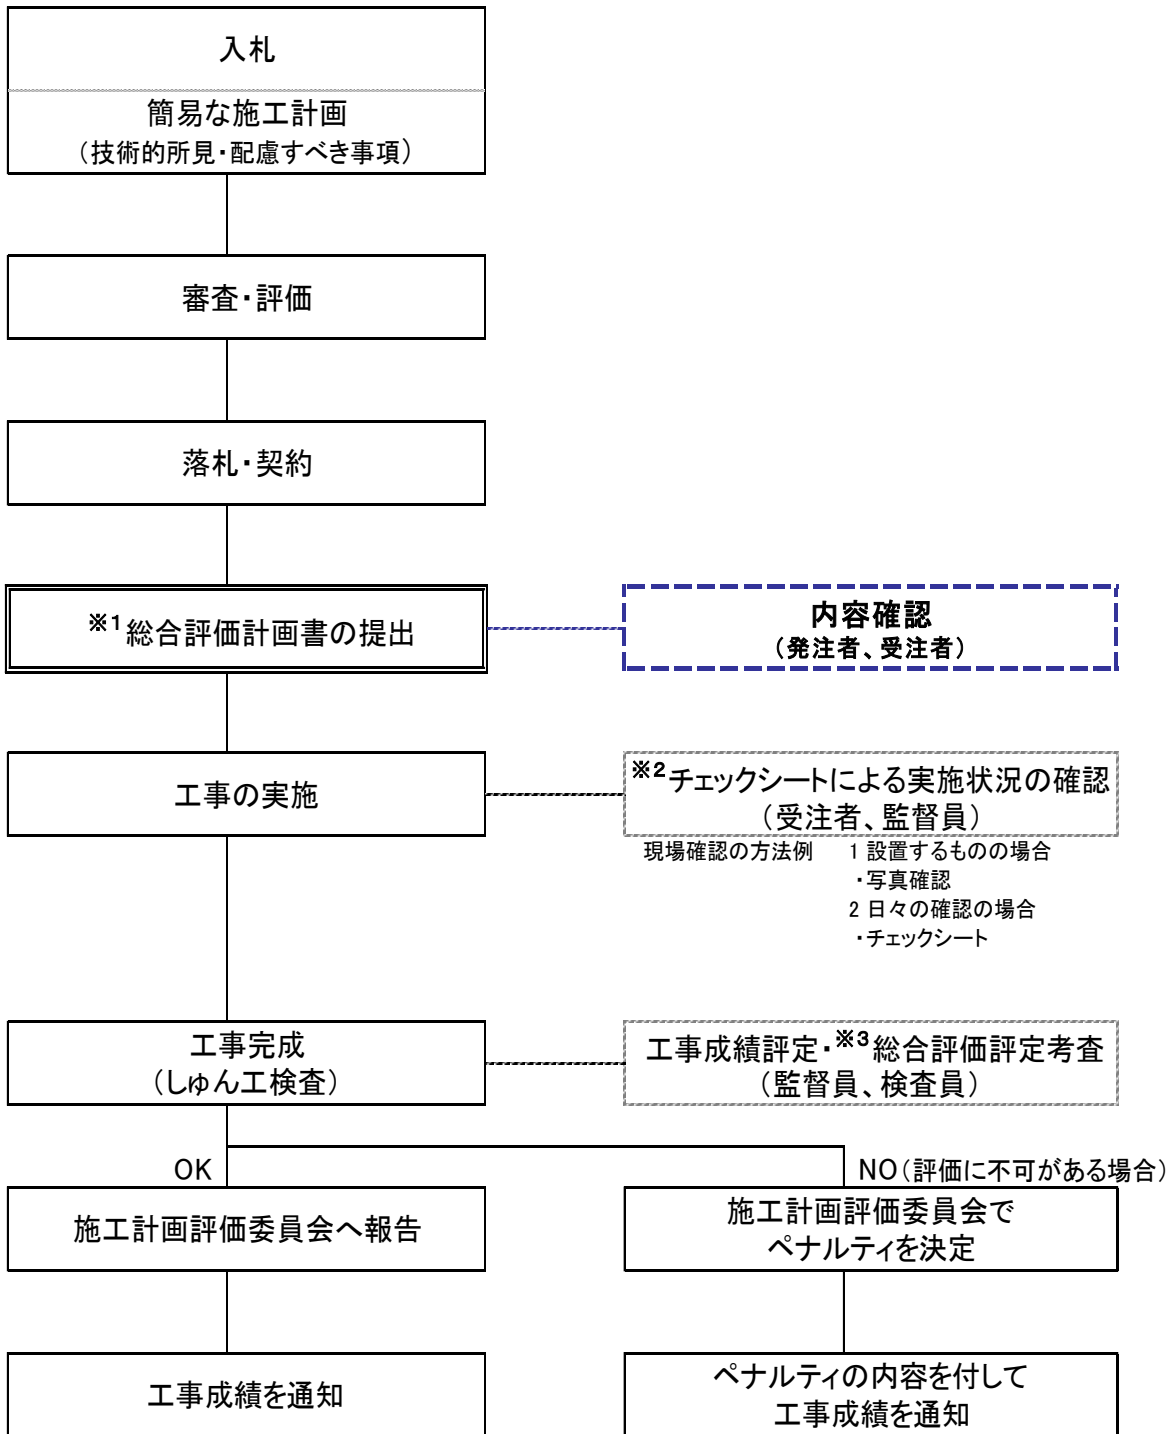 入札
簡易な施工計画
（技術的所見・配慮すべき事項）
審査・評価
落札・契約
※1総合評価計画書の提出
内容確認
（発注者、受注者）
工事の実施
※2チェックシートによる実施状況の確認
（受注者、監督員）
現場確認の方法例　1 設置するものの場合
・写真確認
2 日々の確認の場合
・チェックシート
工事完成
（しゅん工検査）
工事成績評定・※3総合評価評定考査
（監督員、検査員）
OK
NO（評価に不可がある場合）
施工計画評価委員会へ報告
施工計画評価委員会で
ペナルティを決定
工事成績を通知
ペナルティの内容を付して
工事成績を通知